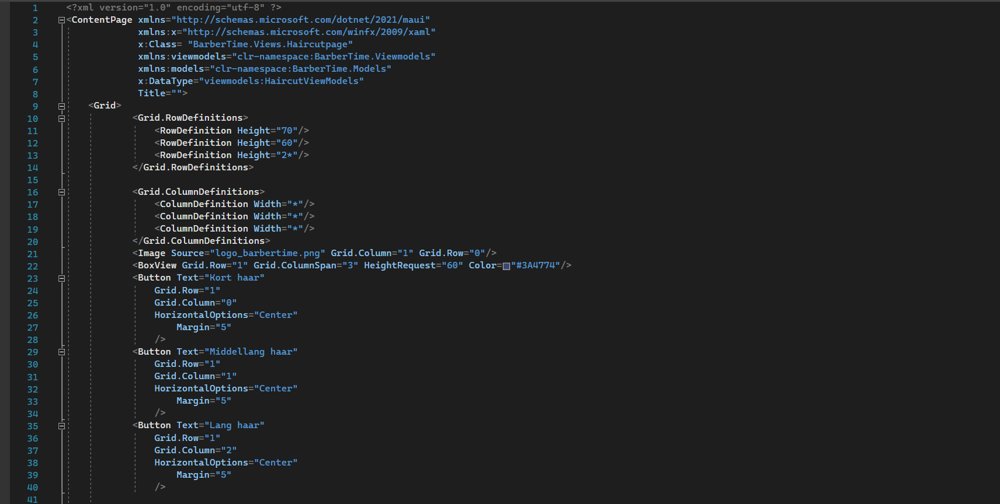 1 <?xml version="1.0" encoding="utf-8" ?>
2 <ContentPage xmlns="http://schemas.microsoft.com/dotnet/2021/maui"
3 xmlns:x="http://schemas.microsoft.com/winfx/2009/xaml"
4 x:Class= "BarberTime.Views.Haircutpage"
5 xmlns:viewmodels="clr-namespace:BarberTime.Viewmodels"
6 xmlns:models="clr-namespace:BarberTime.Models"
7 x:DataType="viewmodels:HaircutViewModels"
8 Title="">
9 <Grid>
10 <Grid.RowDefinitions>
11 <RowDefinition Height="70"/>
12 <RowDefinition Height="60"/>
13 <RowDefinition Height="2*"/>
14 </Grid.RowDefinitions>
15
16 <Grid.ColumnDefinitions>
17 <ColumnDefinition Width="*"/>
18 <ColumnDefinition Width="*"/>
19 <ColumnDefinition Width="*"/>
20 </Grid.ColumnDefinitions>
21 <Image Source="logo_barbertime.png" Grid.Column="1" Grid.Row="0"/>
22 <BoxView Grid.Row="1" Grid.ColumnSpan="3" HeightRequest="60" Color="#3A4774"/>
23 <Button Text="Kort haar"
24 Grid.Row="1"
25 Grid.Column="0"
26 HorizontalOptions="Center"
27 Margin="5"
28 />
29 <Button Text="Middellang haar"
30 Grid.Row="1"
31 Grid.Column="1"
32 HorizontalOptions="Center"
33 Margin="5"
34 />
35 <Button Text="Lang haar"
36 Grid.Row="1"
37 Grid.Column="2"
38 HorizontalOptions="Center"
39 Margin="5"
40 />
41